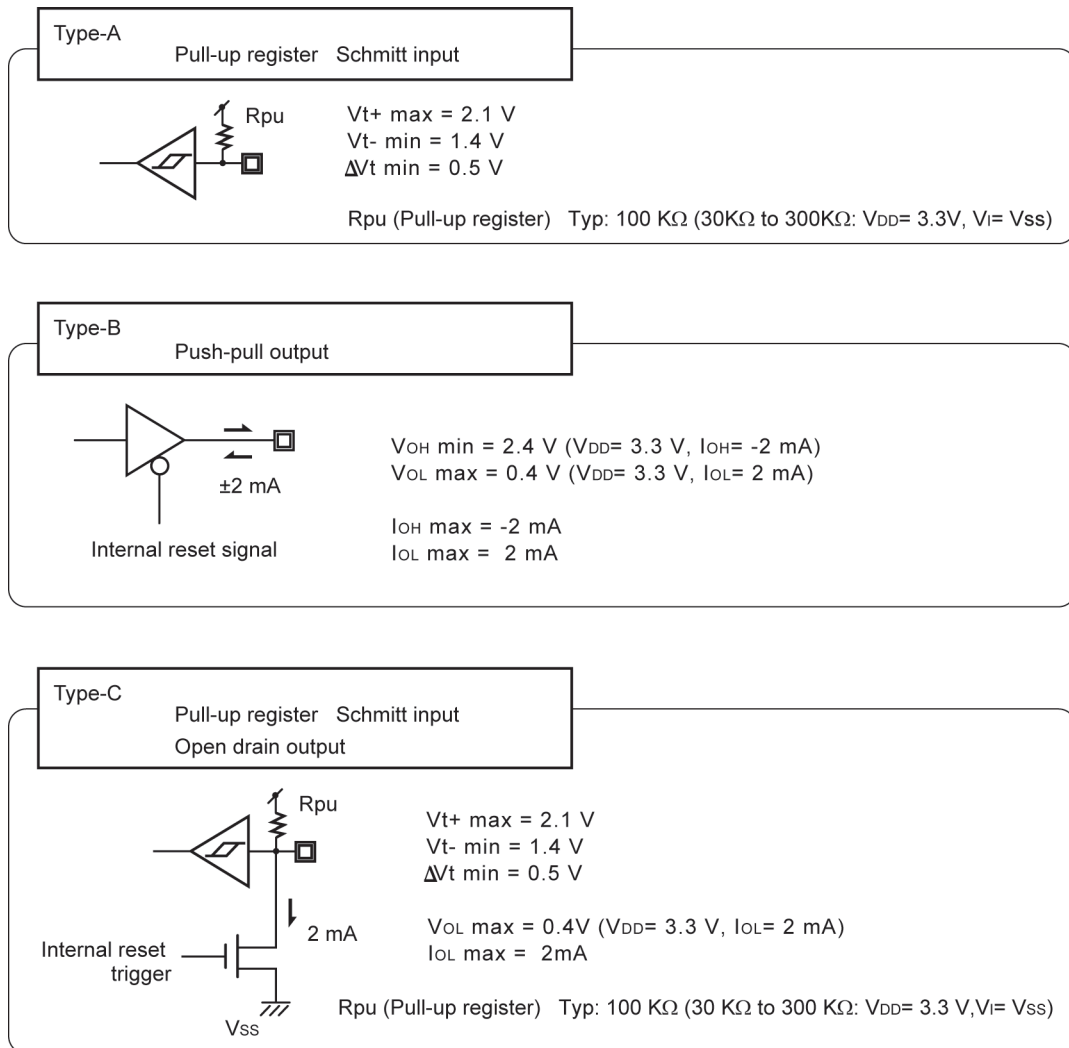 Type-A
Pull-up register Schmitt input
Rpu
Vt+ max = 2.1 V
Vt- min = 1.4 V
ΔVt min = 0.5 V
Rpu (Pull-up register) Typ: 100 KΩ (30KΩ to 300KΩ: VDD= 3.3V, VI= Vss)
Type-B
Push-pull output
±2 mA
Internal reset signal
VOH min = 2.4 V (VDD= 3.3 V, IOH= -2 mA)
VOL max = 0.4 V (VDD= 3.3 V, IOL= 2 mA)
IOH max = -2 mA
IOL max = 2 mA
Type-C
Pull-up register Schmitt input
Open drain output
Rpu
Vt+ max = 2.1 V
Vt- min = 1.4 V
ΔVt min = 0.5 V
2 mA
Internal reset
trigger
VSS
VOL max = 0.4V (VDD= 3.3 V, IOL= 2 mA)
IOL max = 2mA
Rpu (Pull-up register) Typ: 100 KΩ (30 KΩ to 300 KΩ: VDD= 3.3 V,VI= VSS)